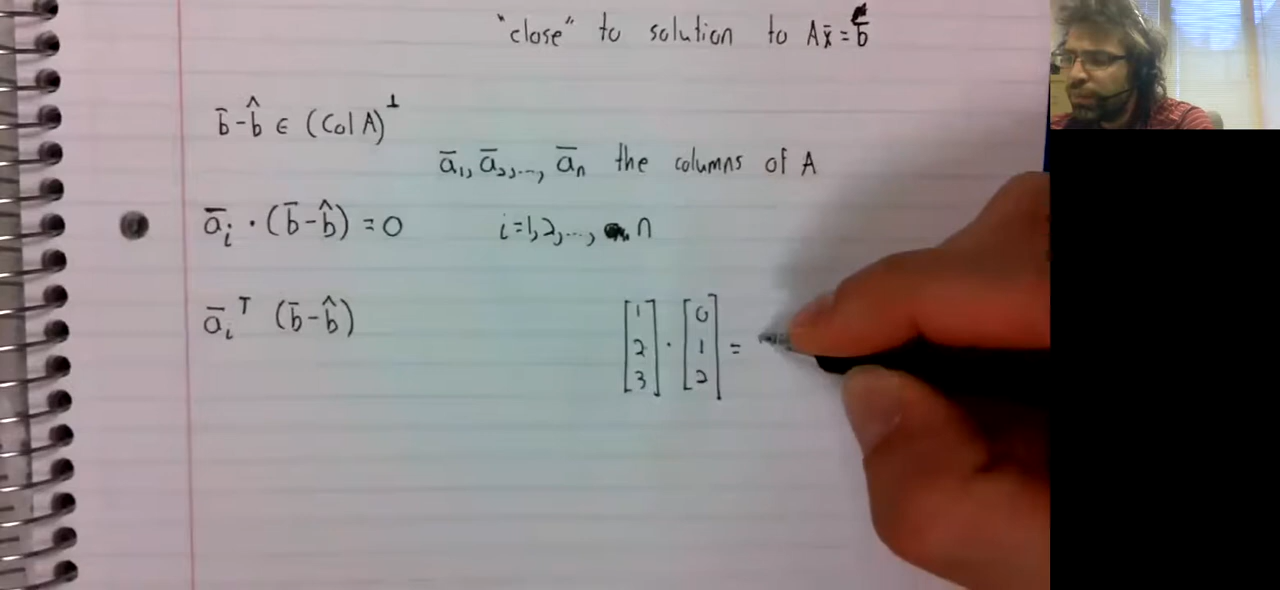 "close" to solution to Ax̄ = b̄
b̄ - b̂ ∈ (Col A)^⊥
ā₁, ā₂, ..., āₙ the columns of A
āᵢ · (b̄ - b̂) = 0 i = 1, 2, ..., n
āᵢᵀ (b̄ - b̂) [1 2 3] · [0 1 2] =